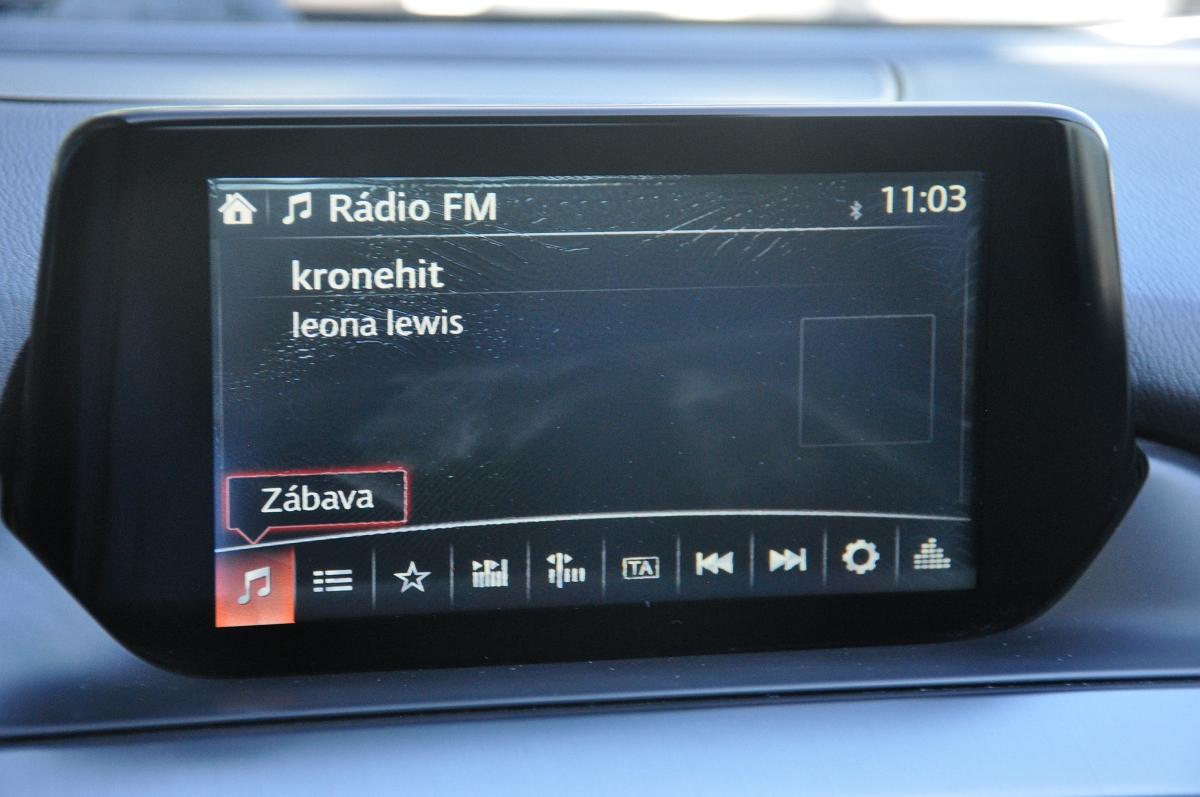 Rádio FM
11:03
kronehit
leona lewis
Zábava
TA